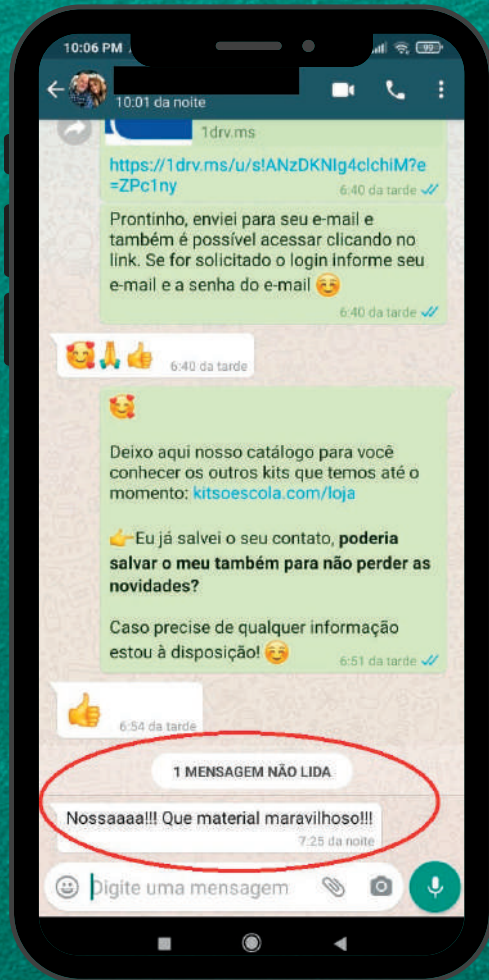 10:06 PM
99
10:01 da noite
1drv.ms
https://1drv.ms/u/s!ANzDKNIg4clchiM?e
=ZPc1ny
6:40 da tarde
Prontinho, enviei para seu e-mail e
também é possível acessar clicando no
link. Se for solicitado o login informe seu
e-mail e a senha do e-mail ☺️
6:40 da tarde
🥰🙏👍
6:40 da tarde
🥰
Deixo aqui nosso catálogo para você
conhecer os outros kits que temos até o
momento: kitsoescola.com/loja
👉Eu já salvei o seu contato, poderia
salvar o meu também para não perder as
novidades?
Caso precise de qualquer informação
estou à disposição! ☺️
6:51 da tarde
👍
6:54 da tarde
1 MENSAGEM NÃO LIDA
Nossaaaa!!! Que material maravilhoso!!!
7:25 da noite
Digite uma mensagem